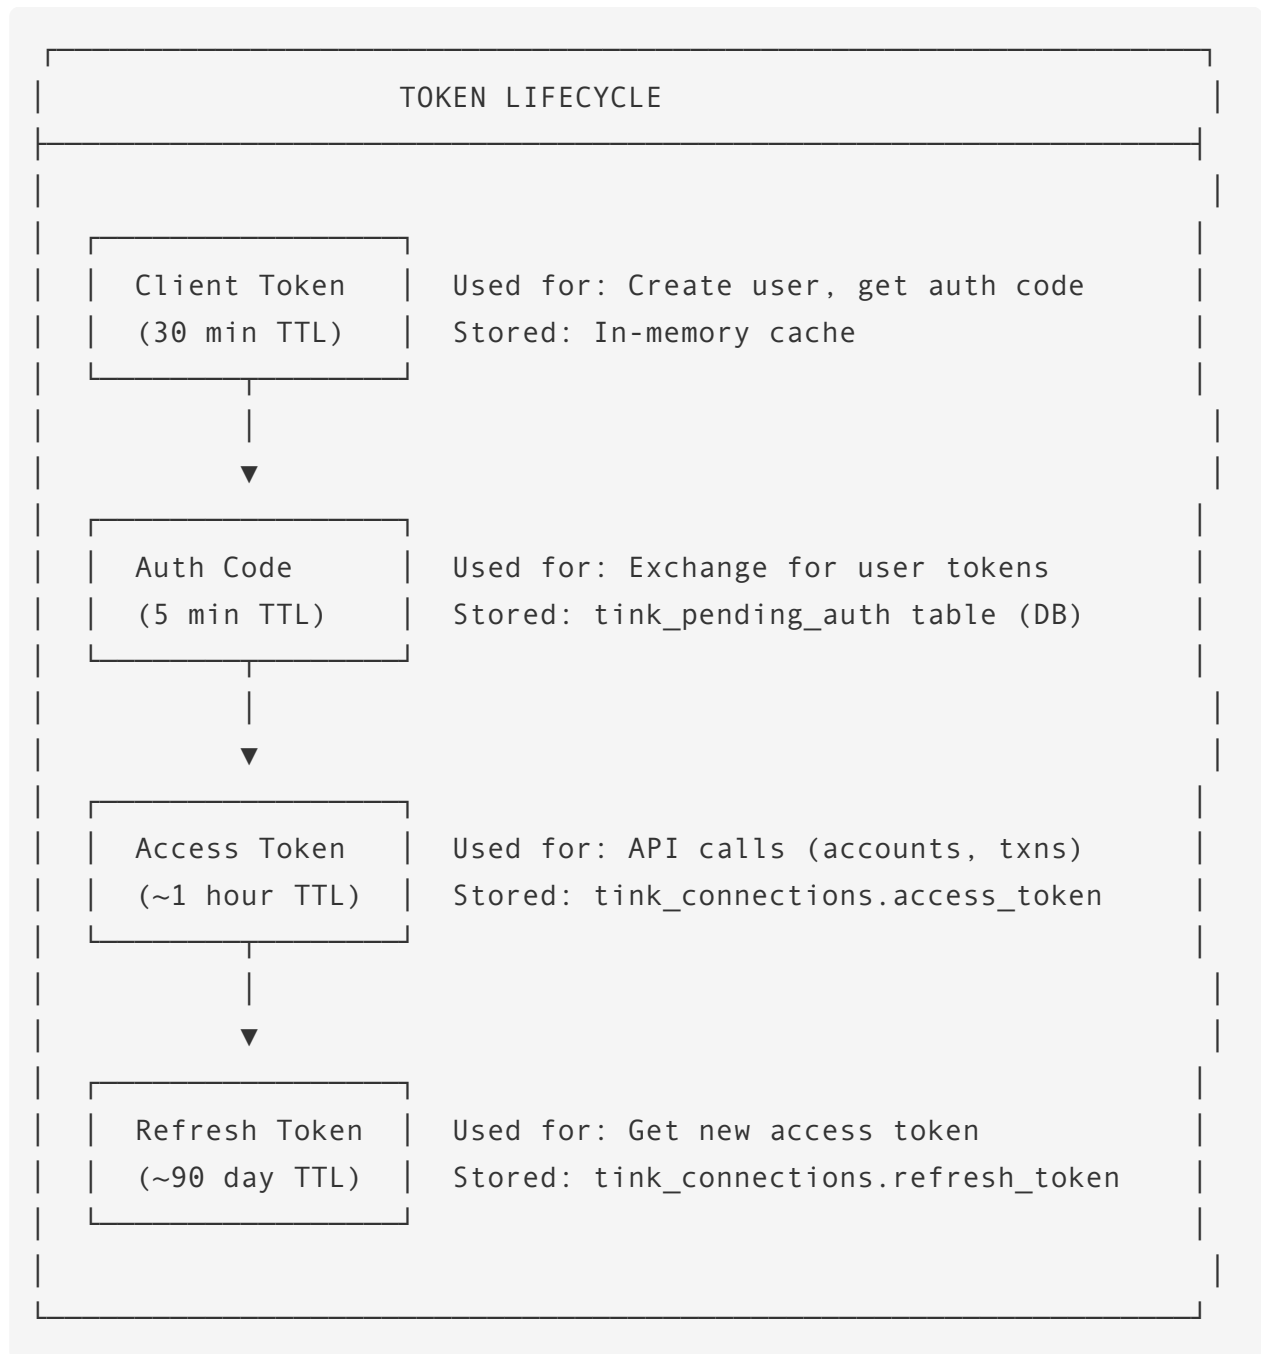 TOKEN LIFECYCLE
Client Token Used for: Create user, get auth code
(30 min TTL) Stored: In-memory cache
Auth Code Used for: Exchange for user tokens
(5 min TTL) Stored: tink_pending_auth table (DB)
Access Token Used for: API calls (accounts, txns)
(~1 hour TTL) Stored: tink_connections.access_token
Refresh Token Used for: Get new access token
(~90 day TTL) Stored: tink_connections.refresh_token